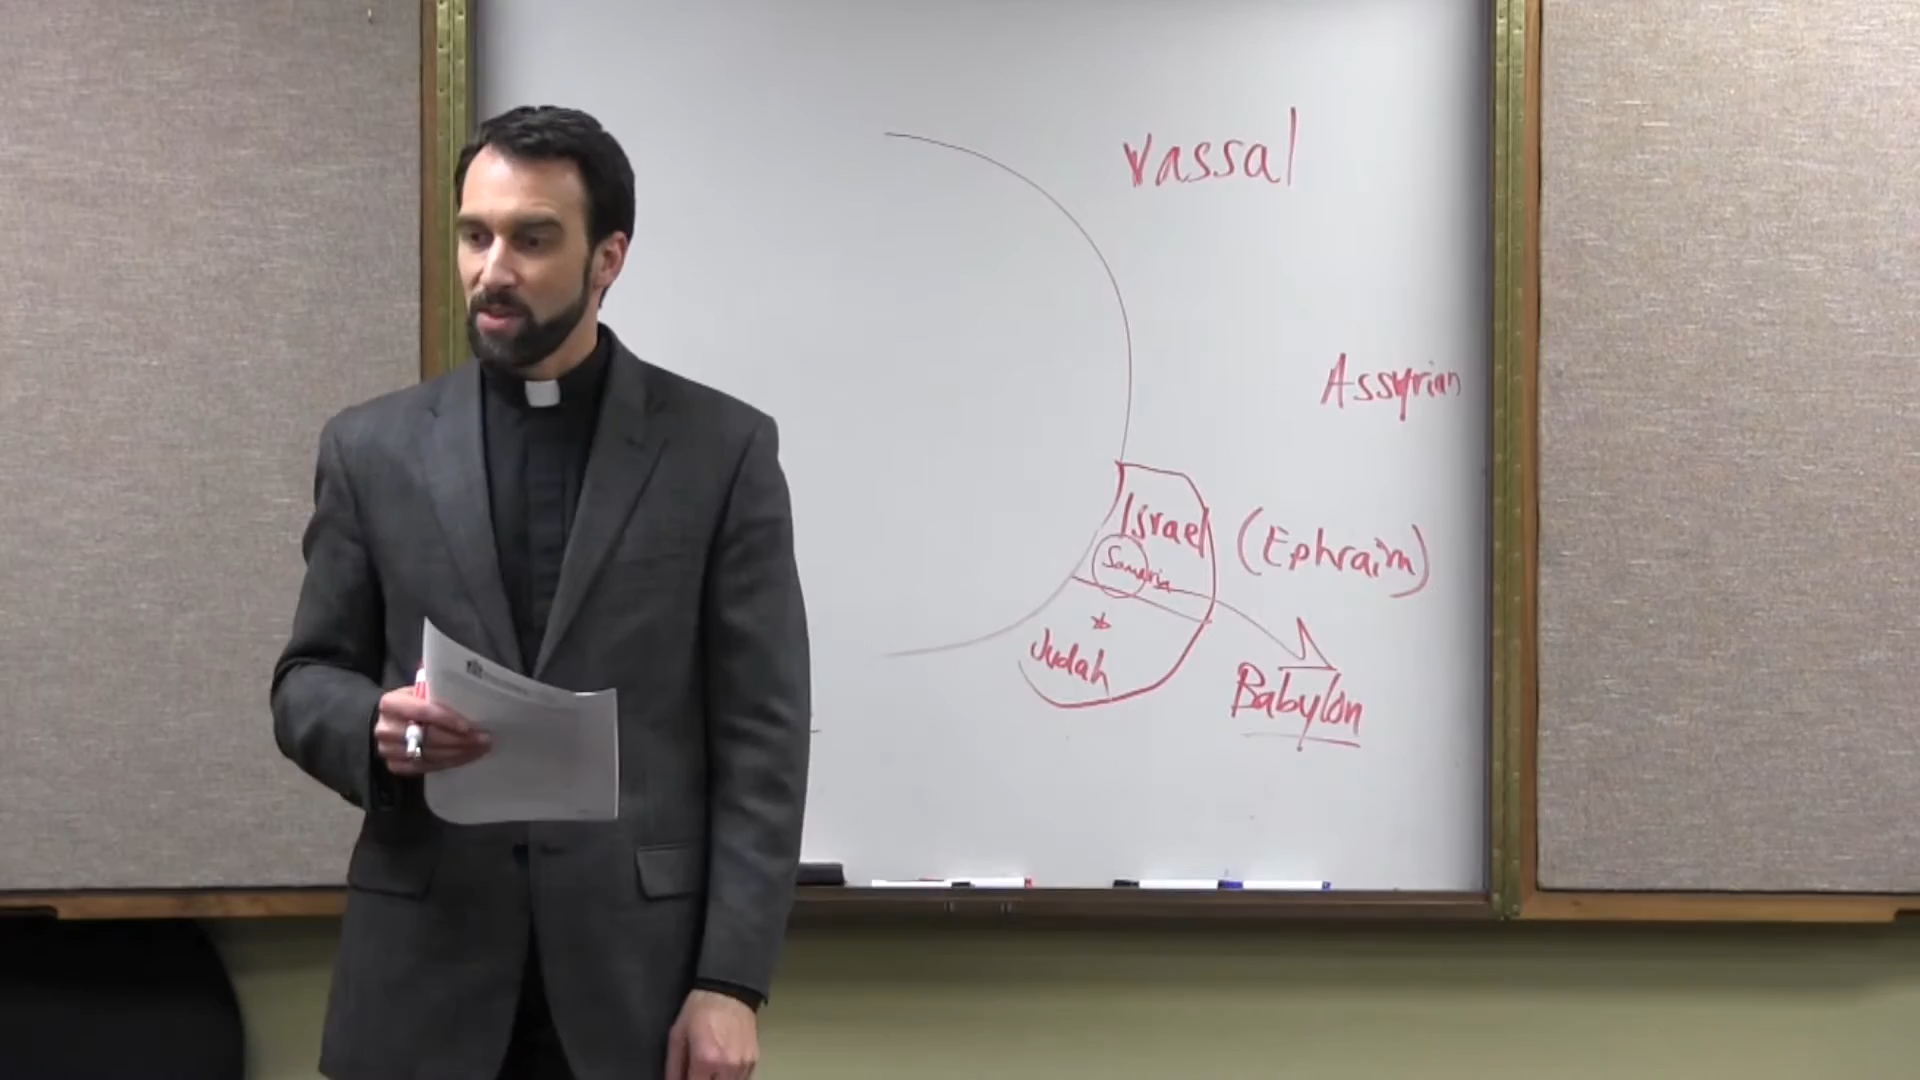 vassal
Assyrian
Israel (Ephraim)
Samaria
Judah
Babylon